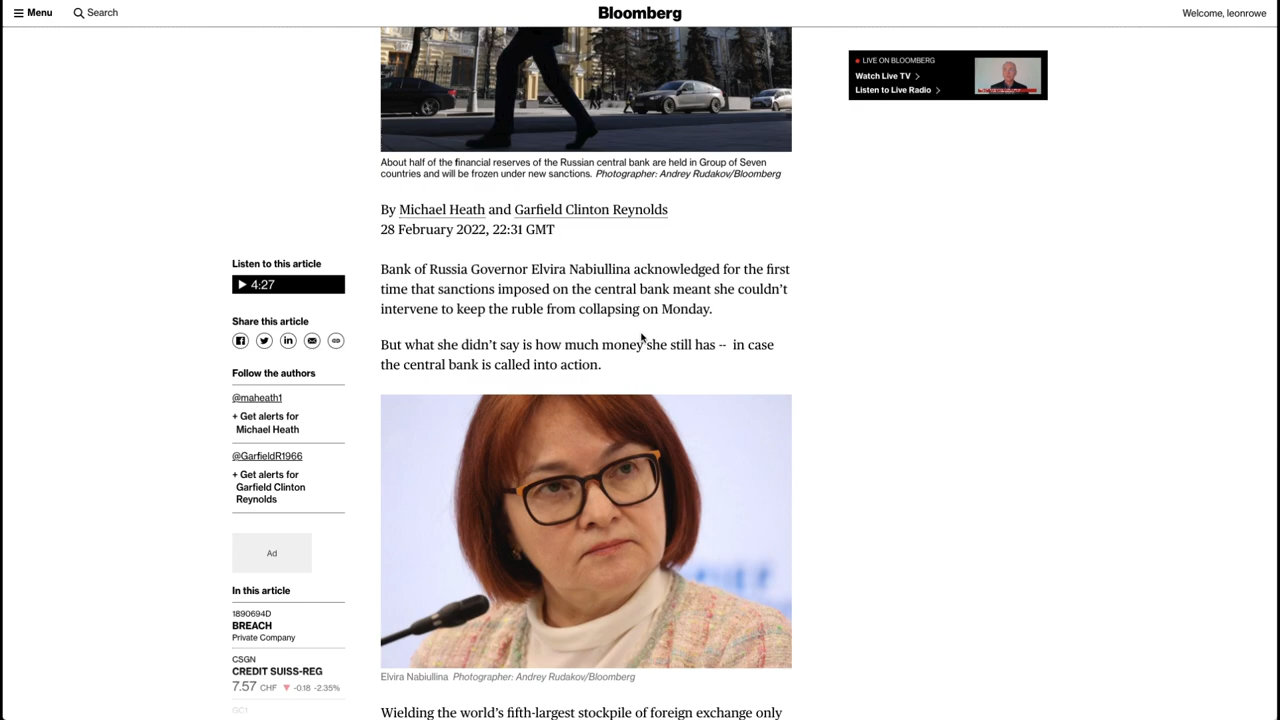 Menu
Search
Bloomberg
Welcome, leonrowe
LIVE ON BLOOMBERG
Watch Live TV
Listen to Live Radio
About half of the financial reserves of the Russian central bank are held in Group of Seven
countries and will be frozen under new sanctions. Photographer: Andrey Rudakov/Bloomberg
By Michael Heath and Garfield Clinton Reynolds
28 February 2022, 22:31 GMT
Listen to this article
4:27
Share this article
Follow the authors
@maheath1
+ Get alerts for
Michael Heath
@GarfieldR1966
+ Get alerts for
Garfield Clinton
Reynolds
Ad
In this article
1890694D
BREACH
Private Company
CSGN
CREDIT SUISS-REG
7.57 CHF ▼ -0.18 -2.35%
GC1
Bank of Russia Governor Elvira Nabiullina acknowledged for the first
time that sanctions imposed on the central bank meant she couldn’t
intervene to keep the ruble from collapsing on Monday.
But what she didn’t say is how much money she still has -- in case
the central bank is called into action.
Elvira Nabiullina Photographer: Andrey Rudakov/Bloomberg
Wielding the world’s fifth-largest stockpile of foreign exchange only